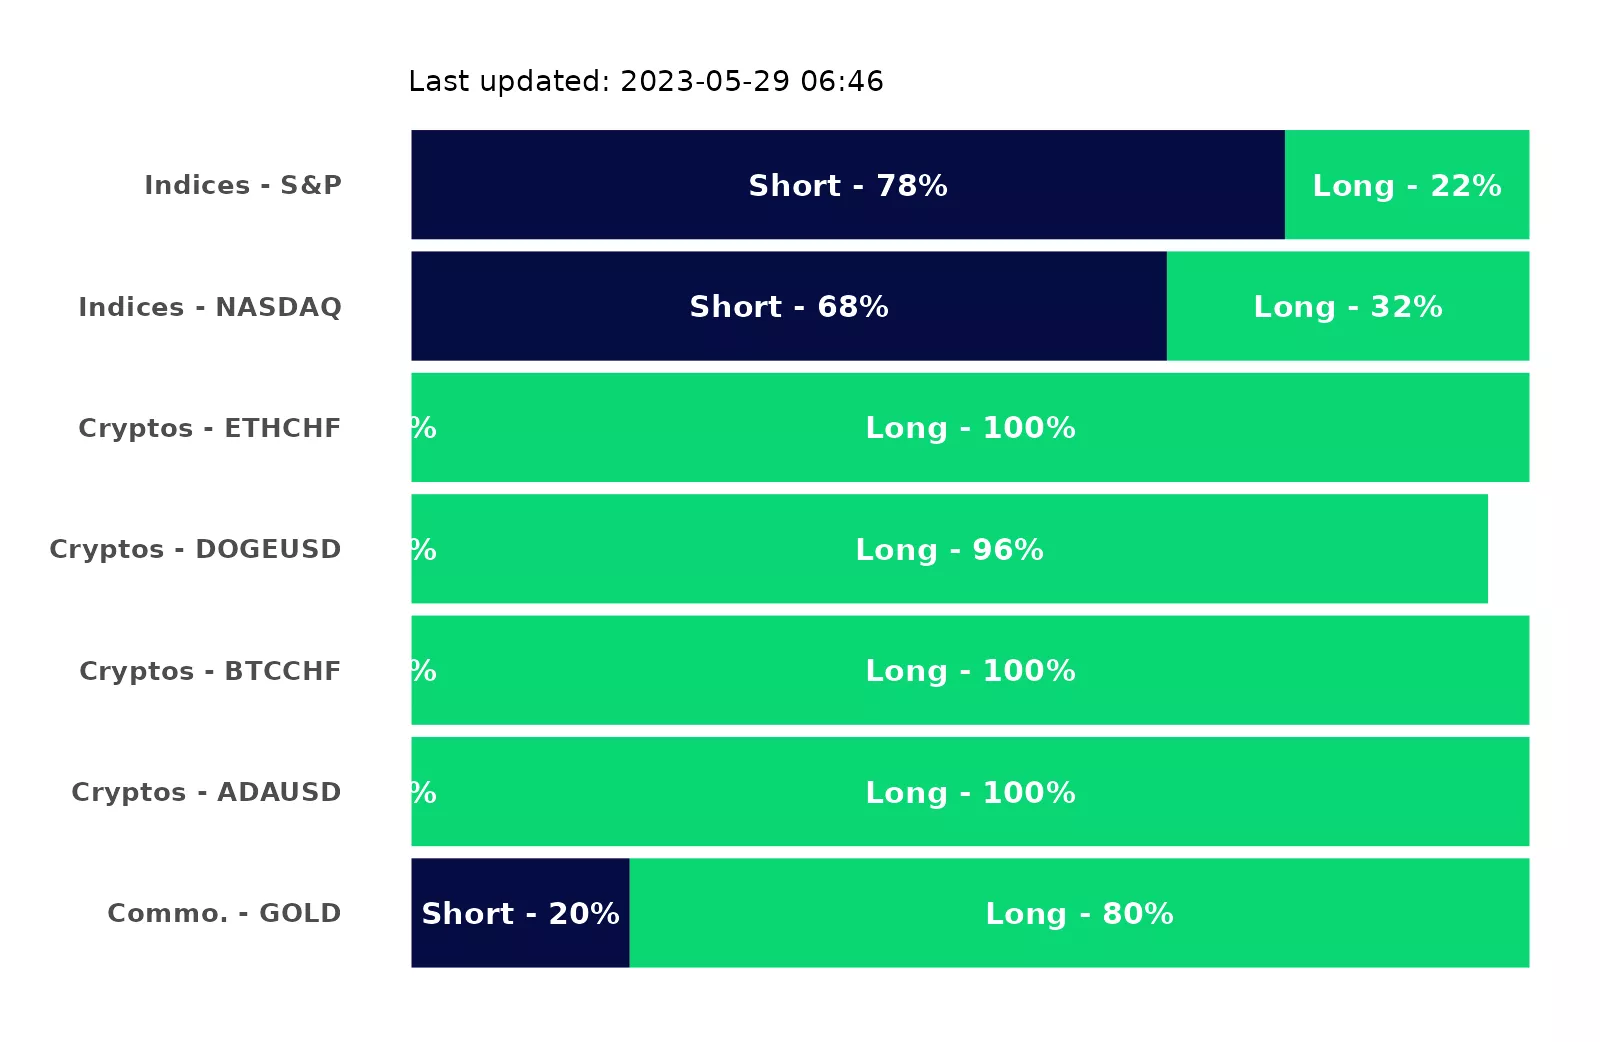 Last updated: 2023-05-29 06:46
Indices - S&P Short - 78% Long - 22%
Indices - NASDAQ Short - 68% Long - 32%
Cryptos - ETHCHF % Long - 100%
Cryptos - DOGEUSD % Long - 96%
Cryptos - BTCCHF % Long - 100%
Cryptos - ADAUSD % Long - 100%
Commo. - GOLD Short - 20% Long - 80%